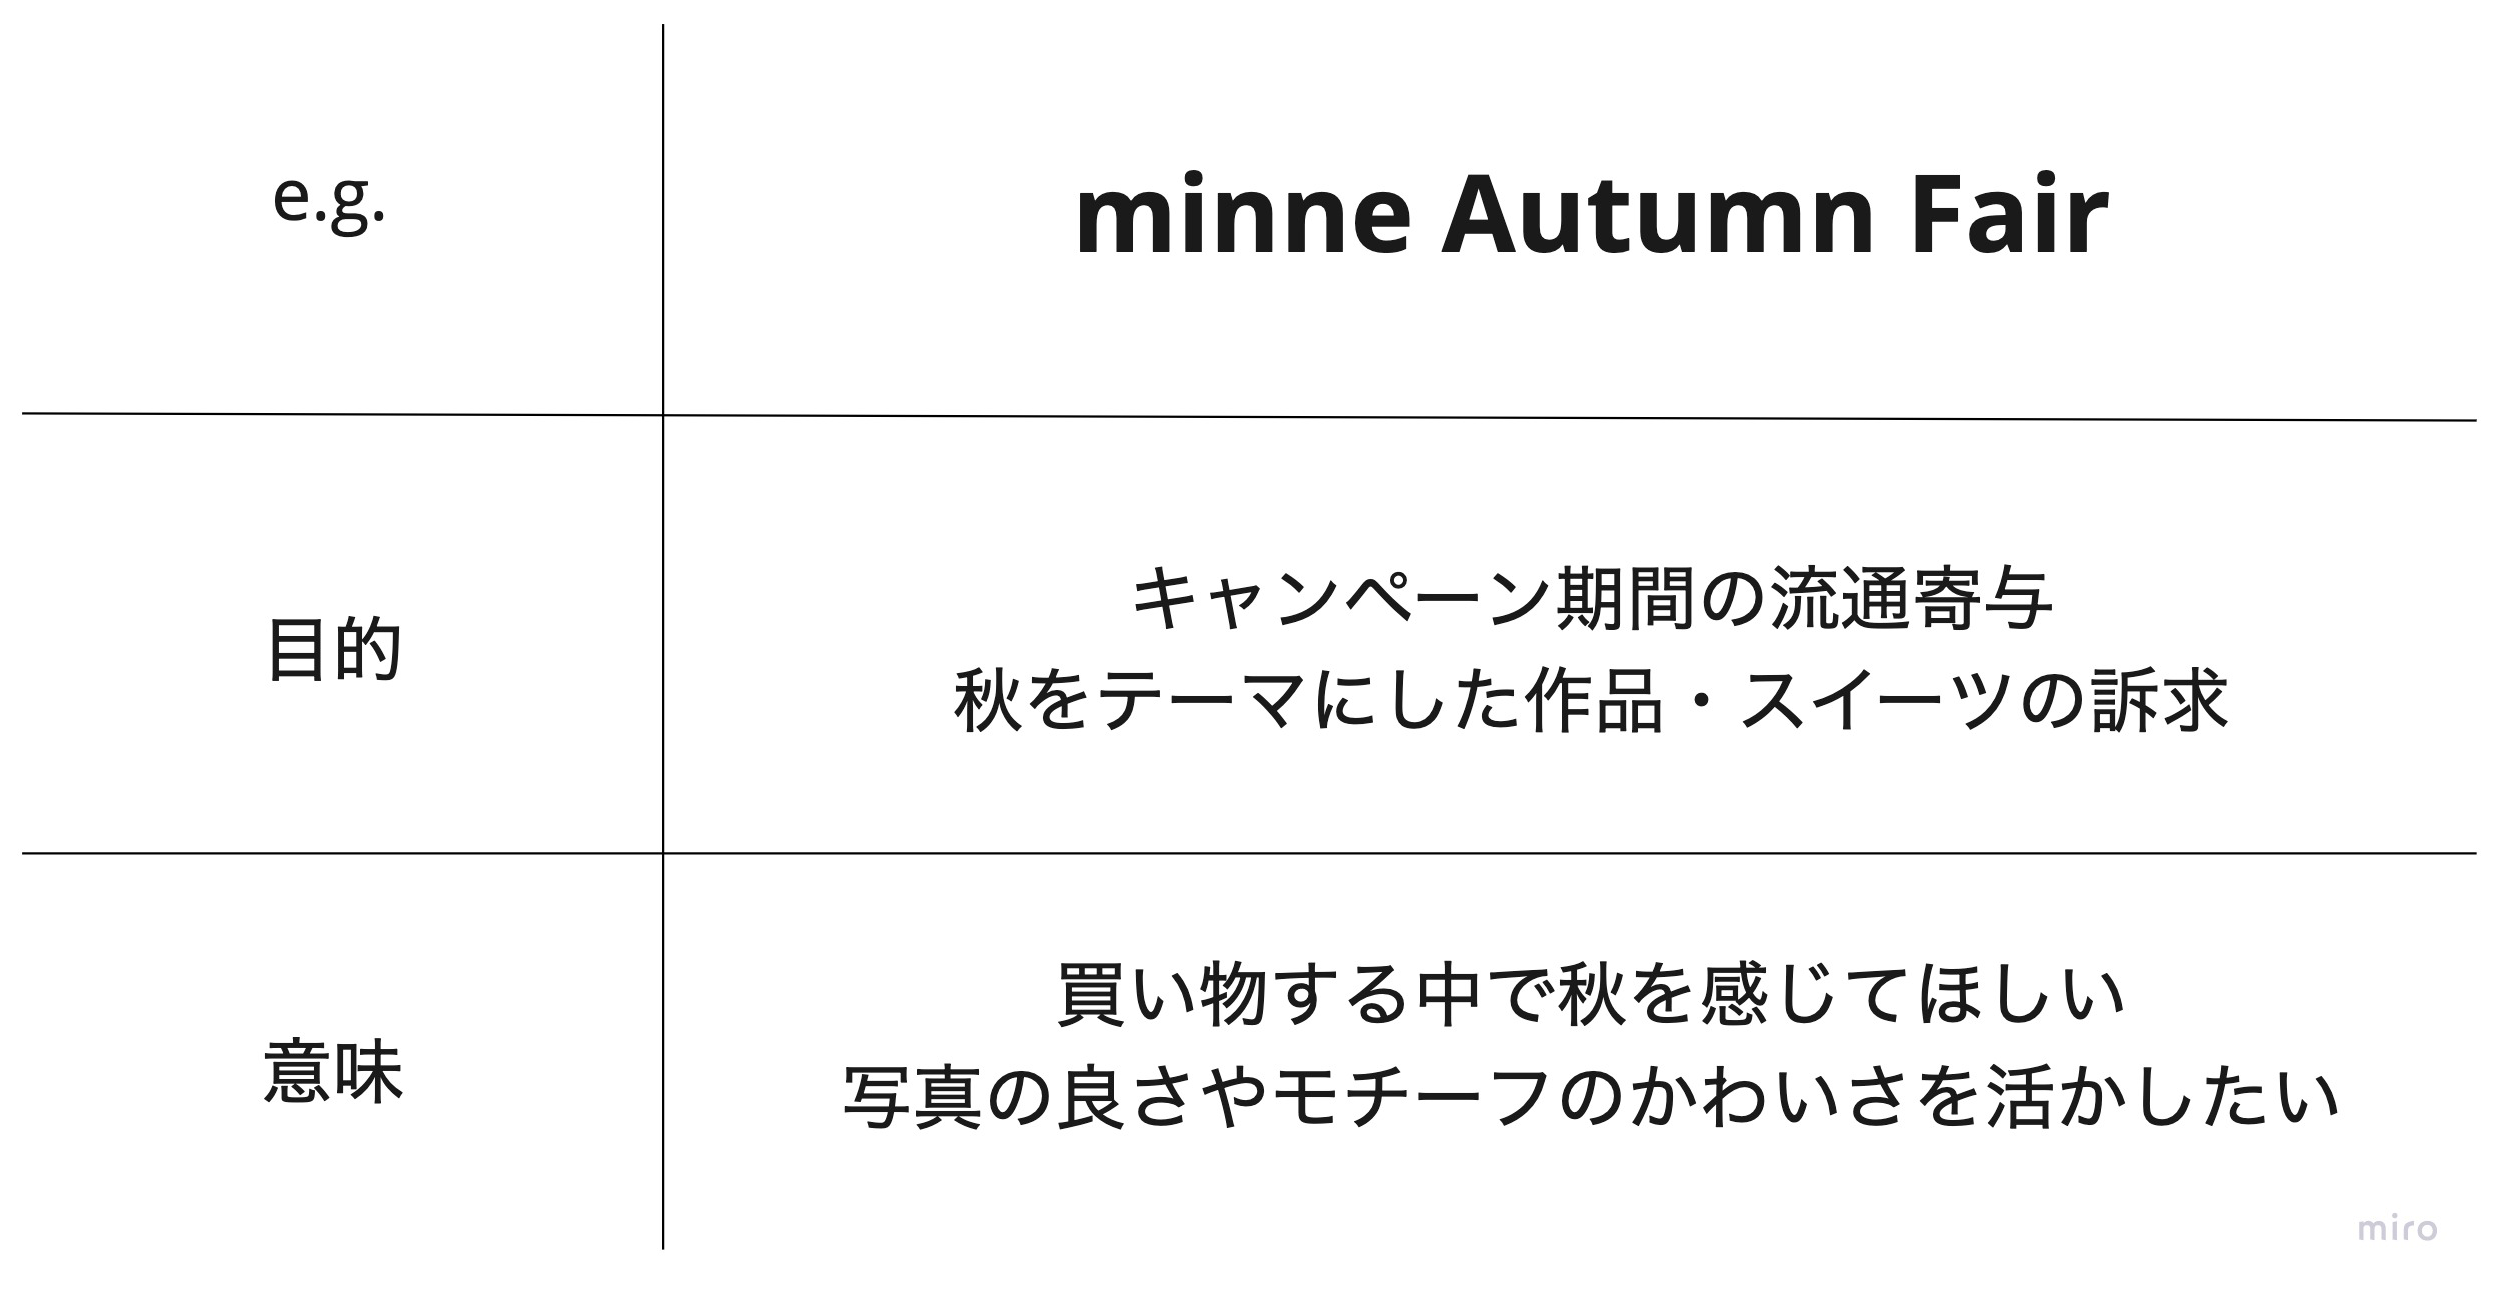 e.g.
minne Autumn Fair
目的
キャンペーン期間の流通寄与
秋をテーマにした作品・スイーツの訴求
意味
買い物する中で秋を感じてほしい
写真の良さやモチーフのかわいさを活かしたい
miro